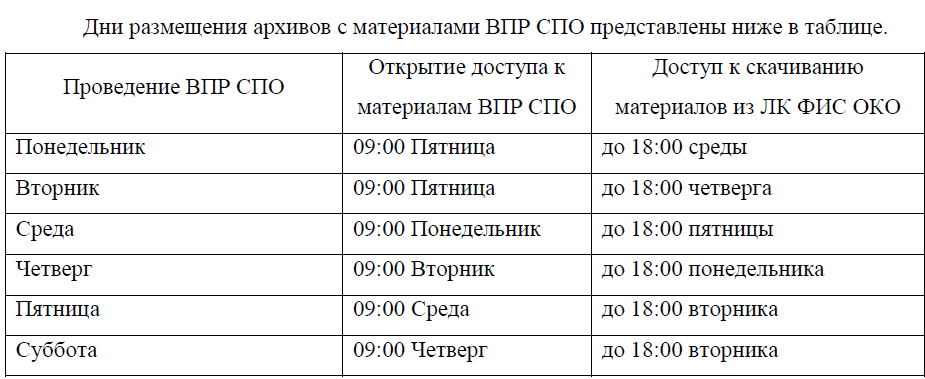 Дни размещения архивов с материалами ВПР СПО представлены ниже в таблице.
Проведение ВПР СПО
Открытие доступа к
материалам ВПР СПО
Доступ к скачиванию
материалов из ЛК ФИС ОКО
Понедельник 09:00 Пятница до 18:00 среды
Вторник 09:00 Пятница до 18:00 четверга
Среда 09:00 Понедельник до 18:00 пятницы
Четверг 09:00 Вторник до 18:00 понедельника
Пятница 09:00 Среда до 18:00 вторника
Суббота 09:00 Четверг до 18:00 вторника